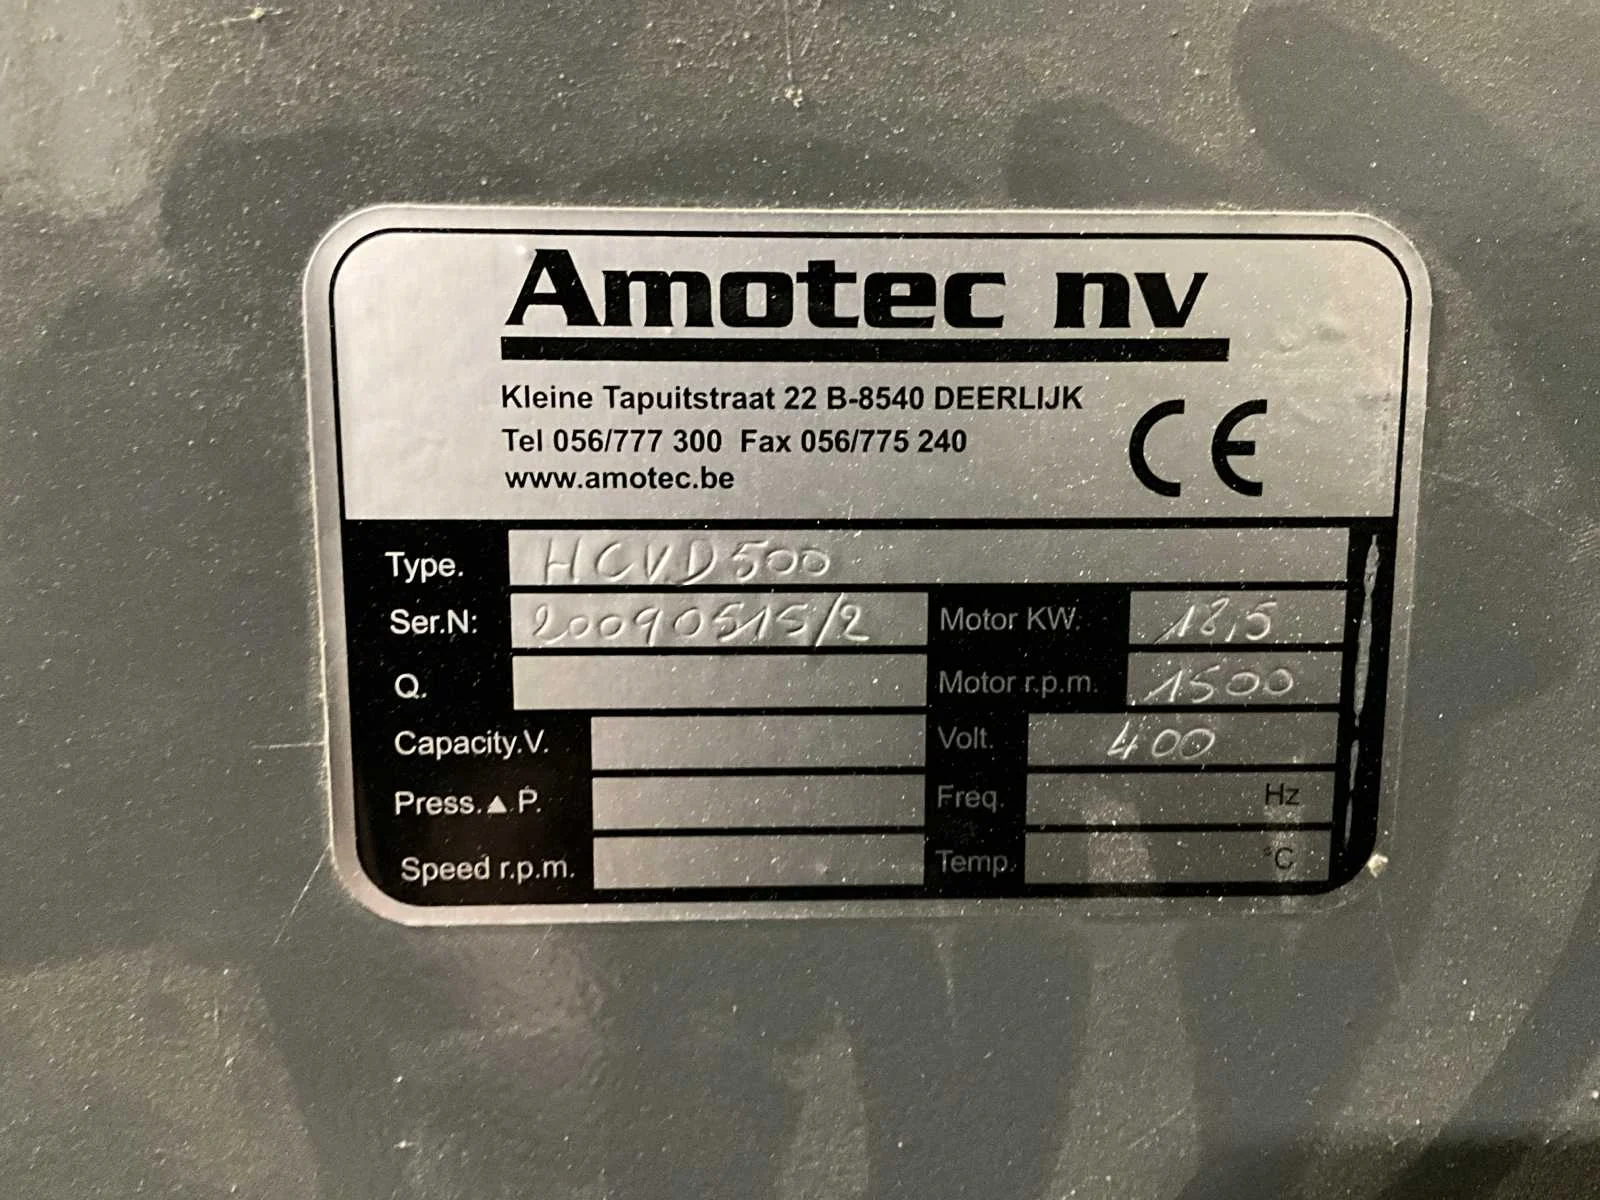 Amotec nv
Kleine Tapuitstraat 22 B-8540 DEERLIJK
Tel 056/777 300 Fax 056/775 240
www.amotec.be
CE
Type. HCVD500
Ser.N: 20090515/2 Motor KW. 18,5
Q. Motor r.p.m. 1500
Capacity.V. Volt. 400
Press.▲P. Freq. Hz
Speed r.p.m. Temp. °C